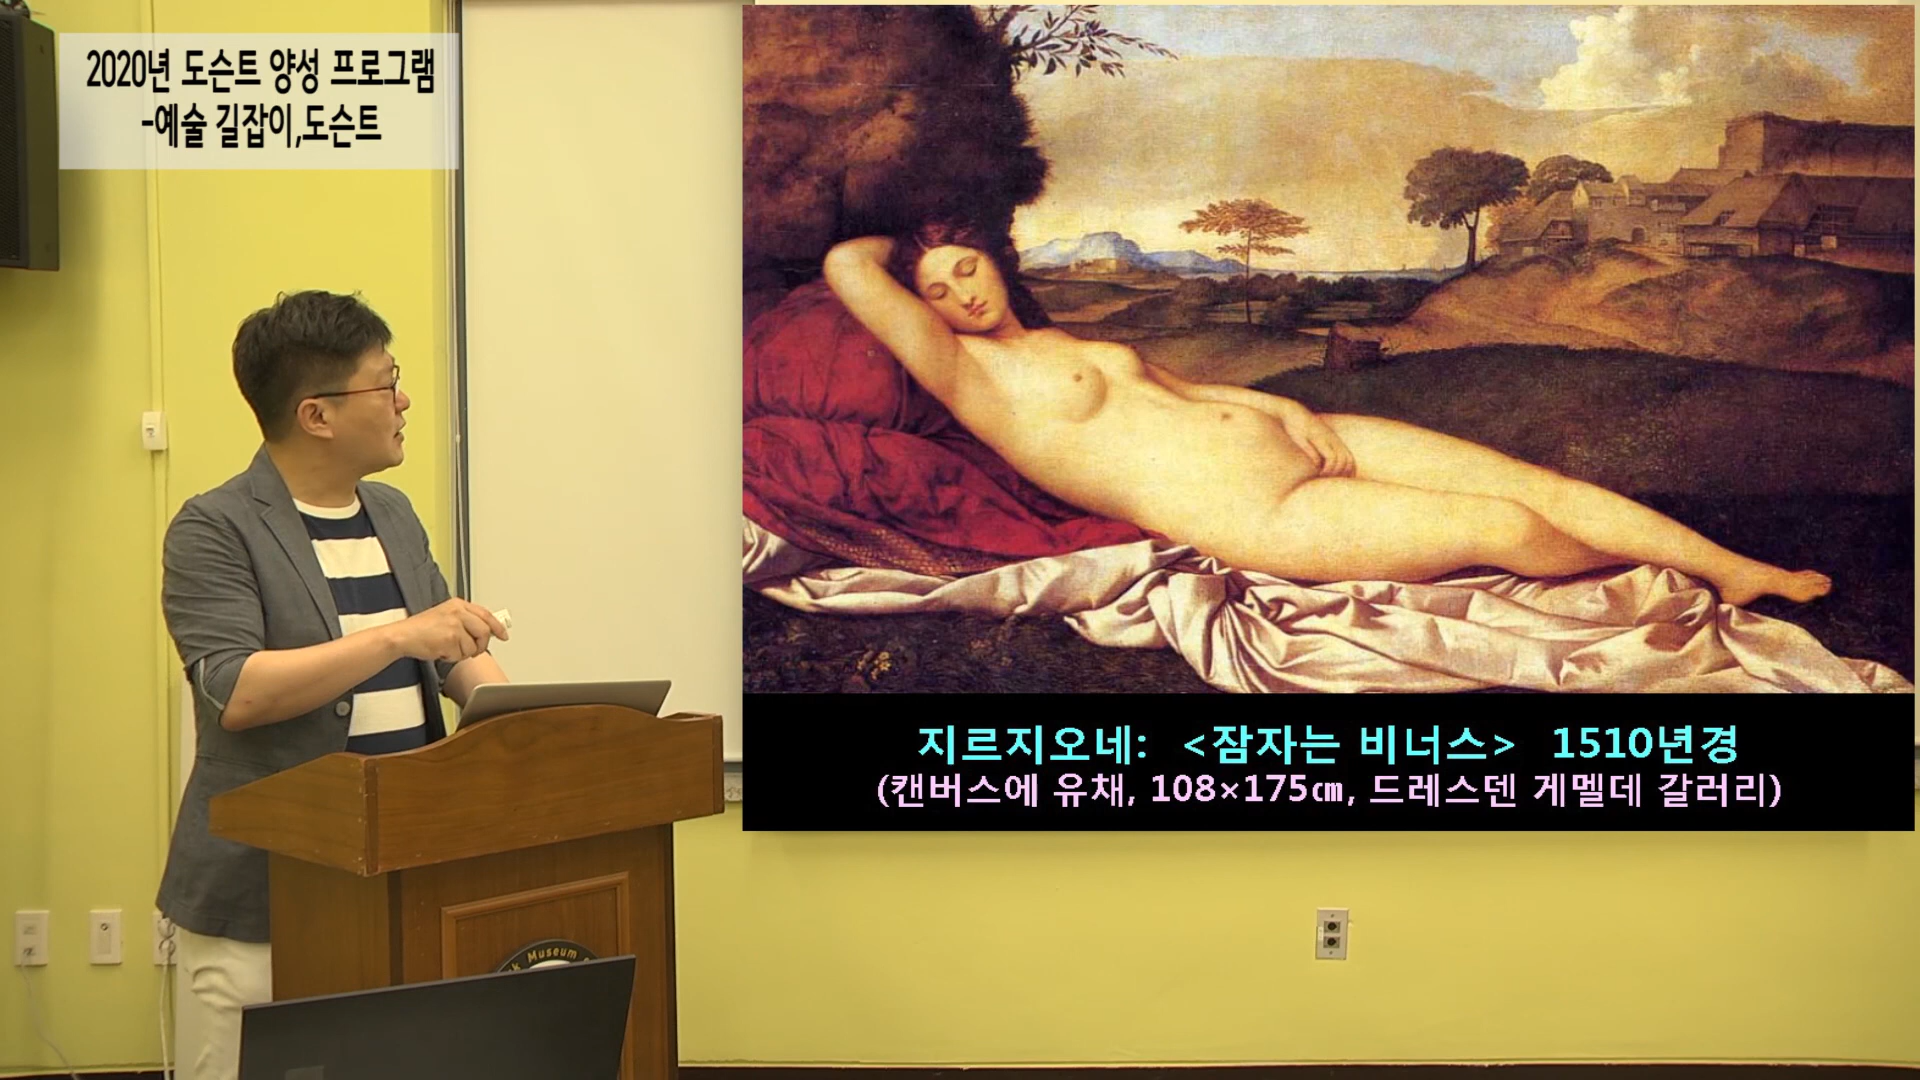 2020년 도슨트 양성 프로그램
-예술 길잡이,도슨트
지르지오네: <잠자는 비너스> 1510년경
(캔버스에 유채, 108×175㎝, 드레스덴 게멜데 갈러리)
Museum